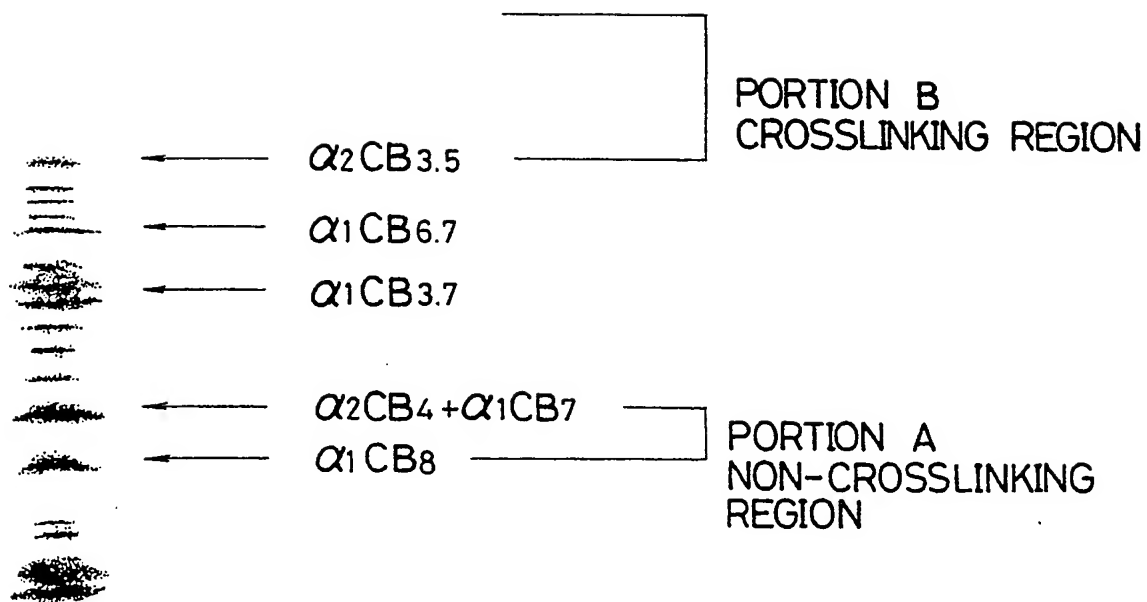 PORTION B
CROSSLINKING REGION
α2CB3.5
α1CB6.7
α1CB3.7
α2CB4+α1CB7
α1CB8
PORTION A
NON-CROSSLINKING
REGION